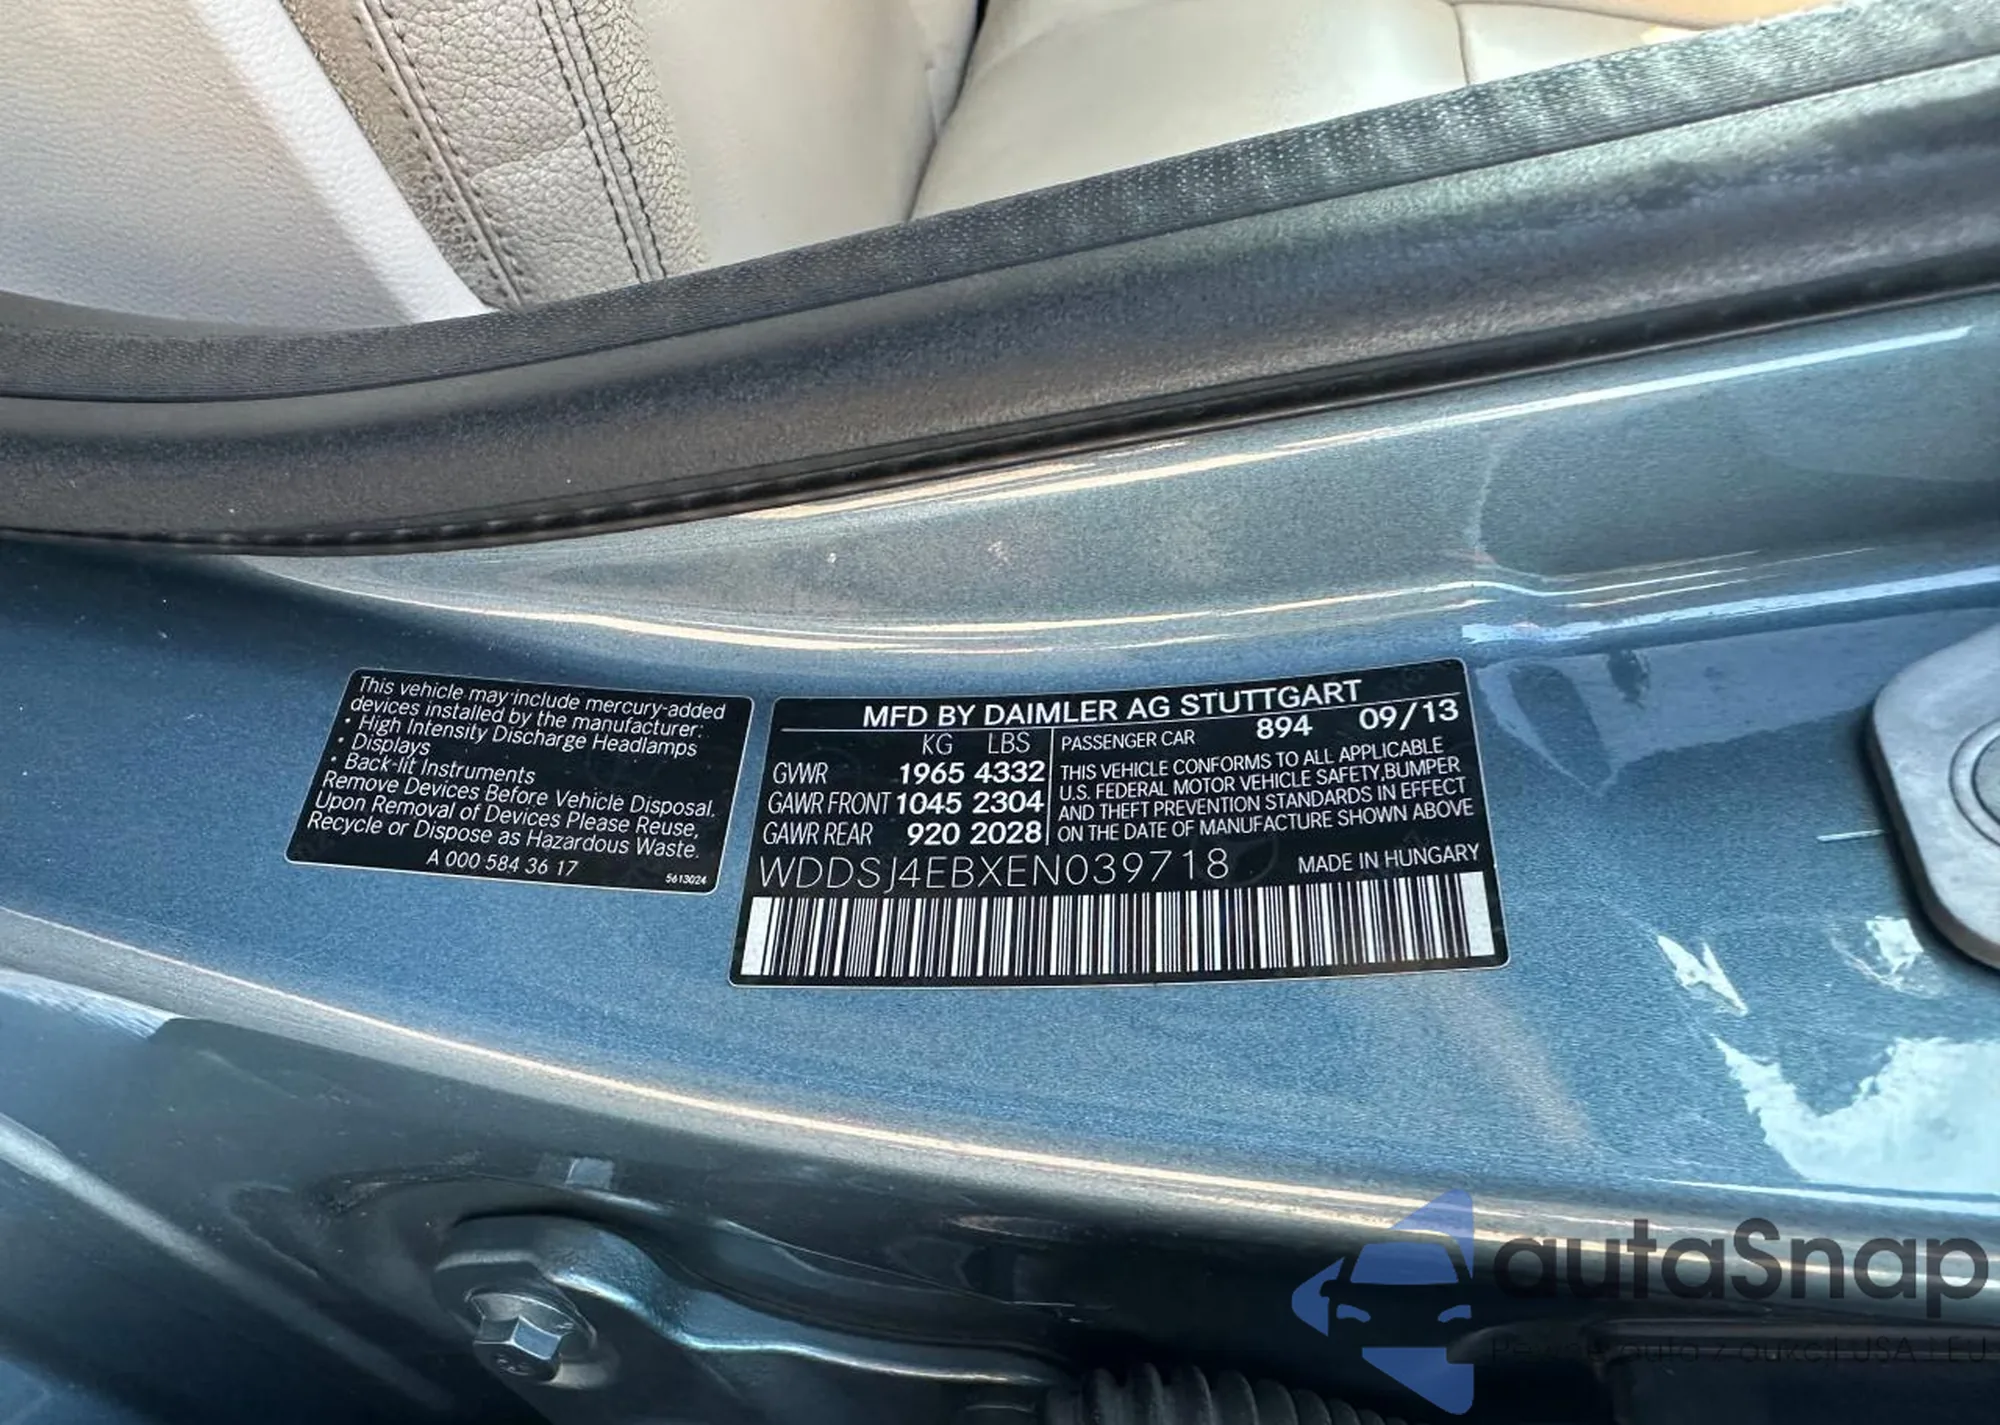 This vehicle may include mercury-added
devices installed by the manufacturer:
• High Intensity Discharge Headlamps
• Displays
• Back-lit Instruments
Remove Devices Before Vehicle Disposal.
Upon Removal of Devices Please Reuse,
Recycle or Dispose as Hazardous Waste.
A 000 584 36 17
5613024
MFD BY DAIMLER AG STUTTGART
KG LBS
GVWR 1965 4332
GAWR FRONT 1045 2304
GAWR REAR 920 2028
PASSENGER CAR 894 09/13
THIS VEHICLE CONFORMS TO ALL APPLICABLE
U.S. FEDERAL MOTOR VEHICLE SAFETY, BUMPER
AND THEFT PREVENTION STANDARDS IN EFFECT
ON THE DATE OF MANUFACTURE SHOWN ABOVE
WDDSJ4EBXEN039718 MADE IN HUNGARY
autaSnap
auta z aukcji USA i EU